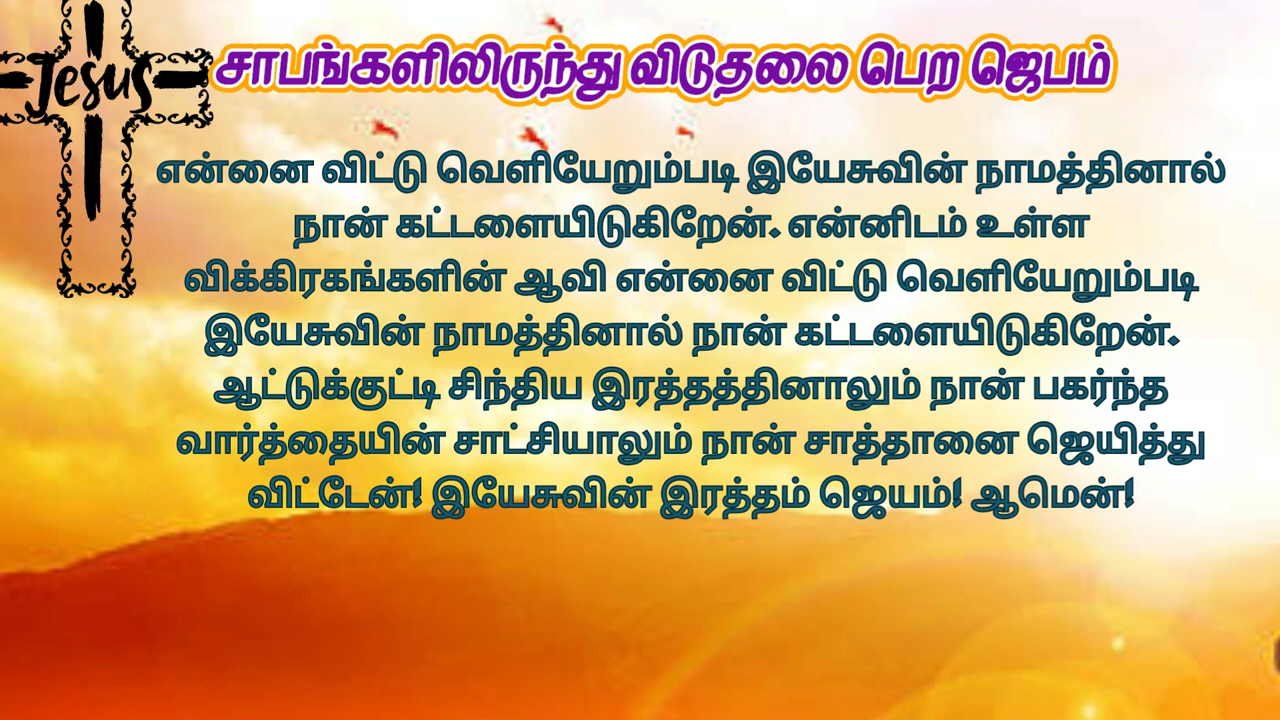 Jesus
சாபங்களிலிருந்து விடுதலை பெற ஜெபம்
என்னை விட்டு வெளியேறும்படி இயேசுவின் நாமத்தினால்
நான் கட்டளையிடுகிறேன். என்னிடம் உள்ள
விக்கிரகங்களின் ஆவி என்னை விட்டு வெளியேறும்படி
இயேசுவின் நாமத்தினால் நான் கட்டளையிடுகிறேன்.
ஆட்டுக்குட்டி சிந்திய இரத்தத்தினாலும் நான் பகர்ந்த
வார்த்தையின் சாட்சியாலும் நான் சாத்தானை ஜெயித்து
விட்டேன்! இயேசுவின் இரத்தம் ஜெயம்! ஆமென்!